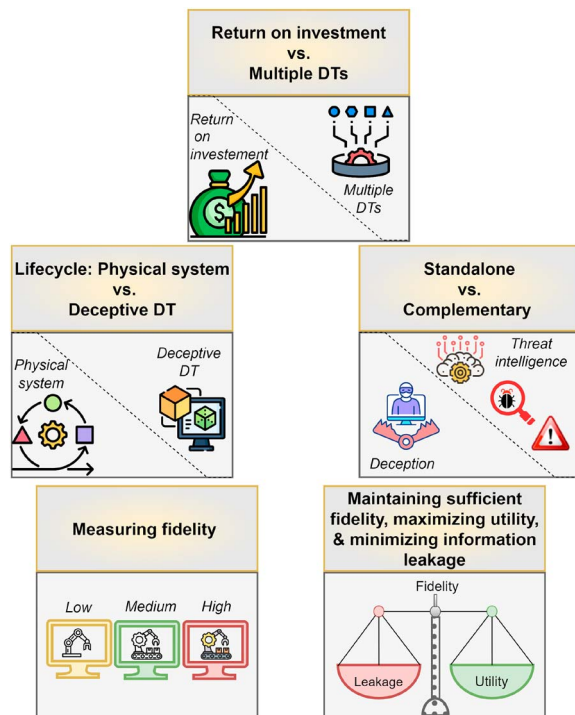 Return on investment
vs.
Multiple DTs
Return
on
investement
Multiple
DTs
Lifecycle: Physical system
vs.
Deceptive DT
Physical
system
Deceptive
DT
Standalone
vs.
Complementary
Threat
intelligence
Deception
Measuring fidelity
Low
Medium
High
Maintaining sufficient
fidelity, maximizing utility,
& minimizing information
leakage
Fidelity
Leakage
Utility